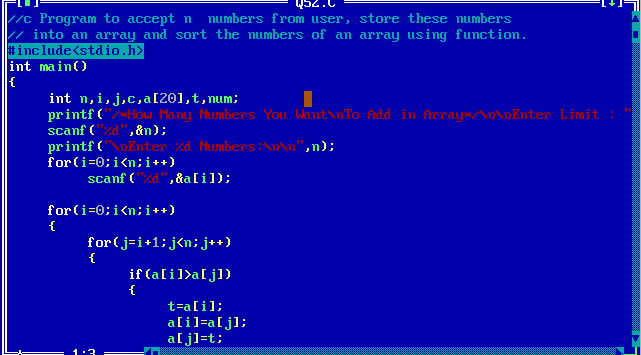 Q52.C
//c Program to accept n  numbers from user, store these numbers
// into an array and sort the numbers of an array using function.
#include<stdio.h>
int main()
{
     int n,i,j,c,a[20],t,num;
     printf("/*How Many Mumbers You Want\nTo Add in Array*/\n\nEnter Limit : "
     scanf("%d",&n);
     printf("\nEnter %d Numbers:\n\n",n);
     for(i=0;i<n;i++)
          scanf("%d",&a[i]);
     for(i=0;i<n;i++)
     {
          for(j=i+1;j<n;j++)
          {
               if(a[i]>a[j])
               {
                    t=a[i];
                    a[i]=a[j];
                    a[j]=t;
1:3